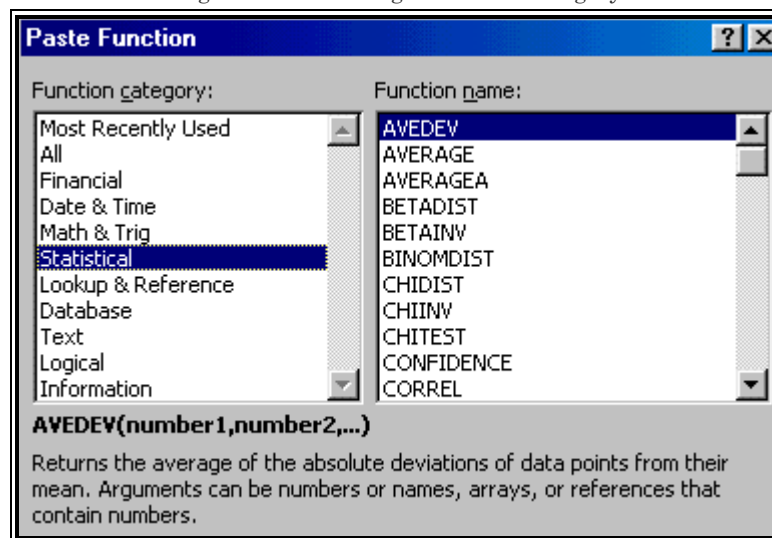 Paste Function
Function category:
Most Recently Used
All
Financial
Date & Time
Math & Trig
Statistical
Lookup & Reference
Database
Text
Logical
Information
Function name:
AVEDEV
AVERAGE
AVERAGEA
BETADIST
BETAINV
BINOMDIST
CHIDIST
CHIINV
CHITEST
CONFIDENCE
CORREL
AVEDEV(number1,number2,...)
Returns the average of the absolute deviations of data points from their
mean. Arguments can be numbers or names, arrays, or references that
contain numbers.